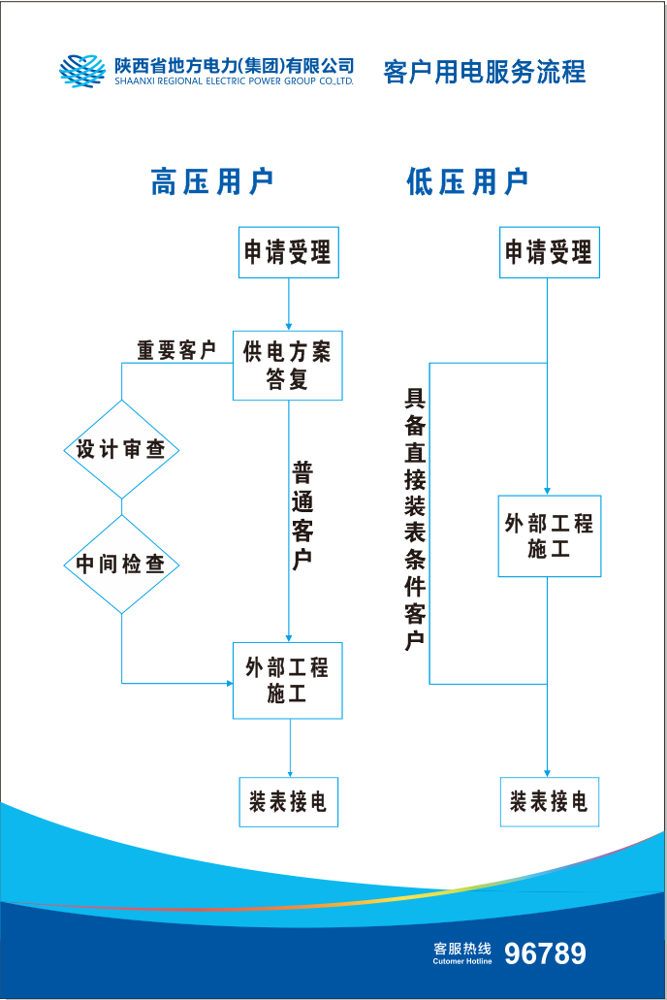 陕西省地方电力(集团)有限公司
SHAANXI REGIONAL ELECTRIC POWER GROUP CO.,LTD.
客户用电服务流程
高压用户
申请受理
供电方案
答复
重要客户
设计审查
中间检查
普通客户
外部工程
施工
装表接电
低压用户
申请受理
具备直接装表条件客户
外部工程
施工
装表接电
客服热线
Cutomer Hotline
96789